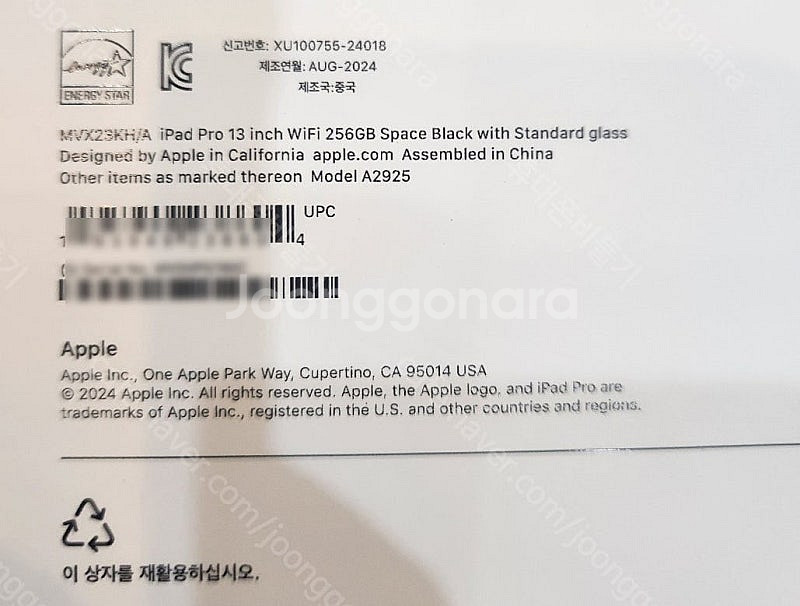 신고번호: XU100755-24018
제조연월: AUG-2024
제조국:중국
ENERGY STAR
MVX23KH/A iPad Pro 13 inch WiFi 256GB Space Black with Standard glass
Designed by Apple in California apple.com Assembled in China
Other items as marked thereon Model A2925
UPC
1 4
Joonggonara
Apple
Apple Inc., One Apple Park Way, Cupertino, CA 95014 USA
© 2024 Apple Inc. All rights reserved. Apple, the Apple logo, and iPad Pro are
trademarks of Apple Inc., registered in the U.S. and other countries and regions.
이 상자를 재활용하십시오.